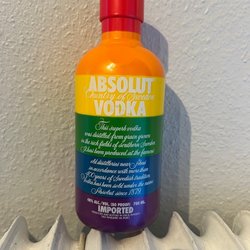 ABSOLUT
Country of Sweden
VODKA
This superb vodka
was distilled from grain grown
in the rich fields of southern Sweden
It has been produced at the famous
old distilleries near Åhus
in accordance with more than
400 years of Swedish tradition
Vodka has been sold under the name
Absolut since 1879
40% ALC./VOL. (80 PROOF) 700 ML
IMPORTED